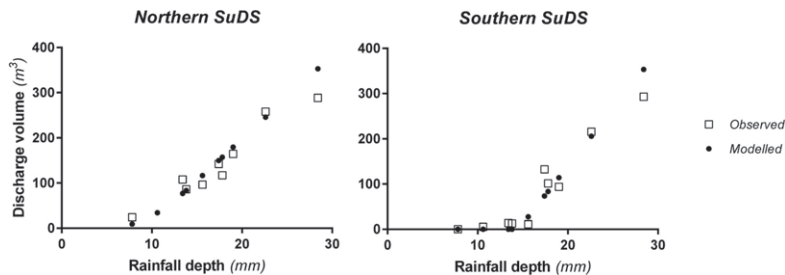 Northern SuDS
Discharge volume (m³)
400
300
200
100
0
0 10 20 30
Rainfall depth (mm)
Southern SuDS
400
300
200
100
0
0 10 20 30
Rainfall depth (mm)
Observed
Modelled